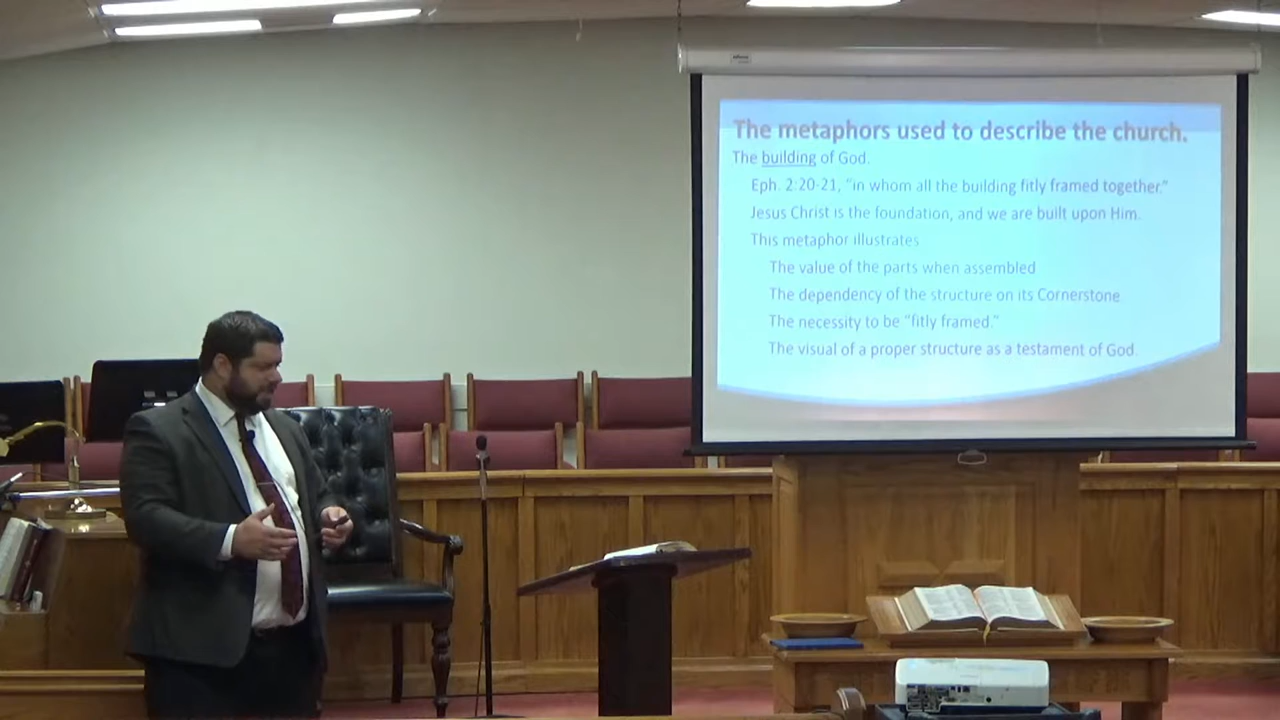 The metaphors used to describe the church.
The building of God.
Eph. 2:20-21, “in whom all the building fitly framed together.”
Jesus Christ is the foundation, and we are built upon Him.
This metaphor illustrates
The value of the parts when assembled
The dependency of the structure on its Cornerstone
The necessity to be “fitly framed.”
The visual of a proper structure as a testament of God.